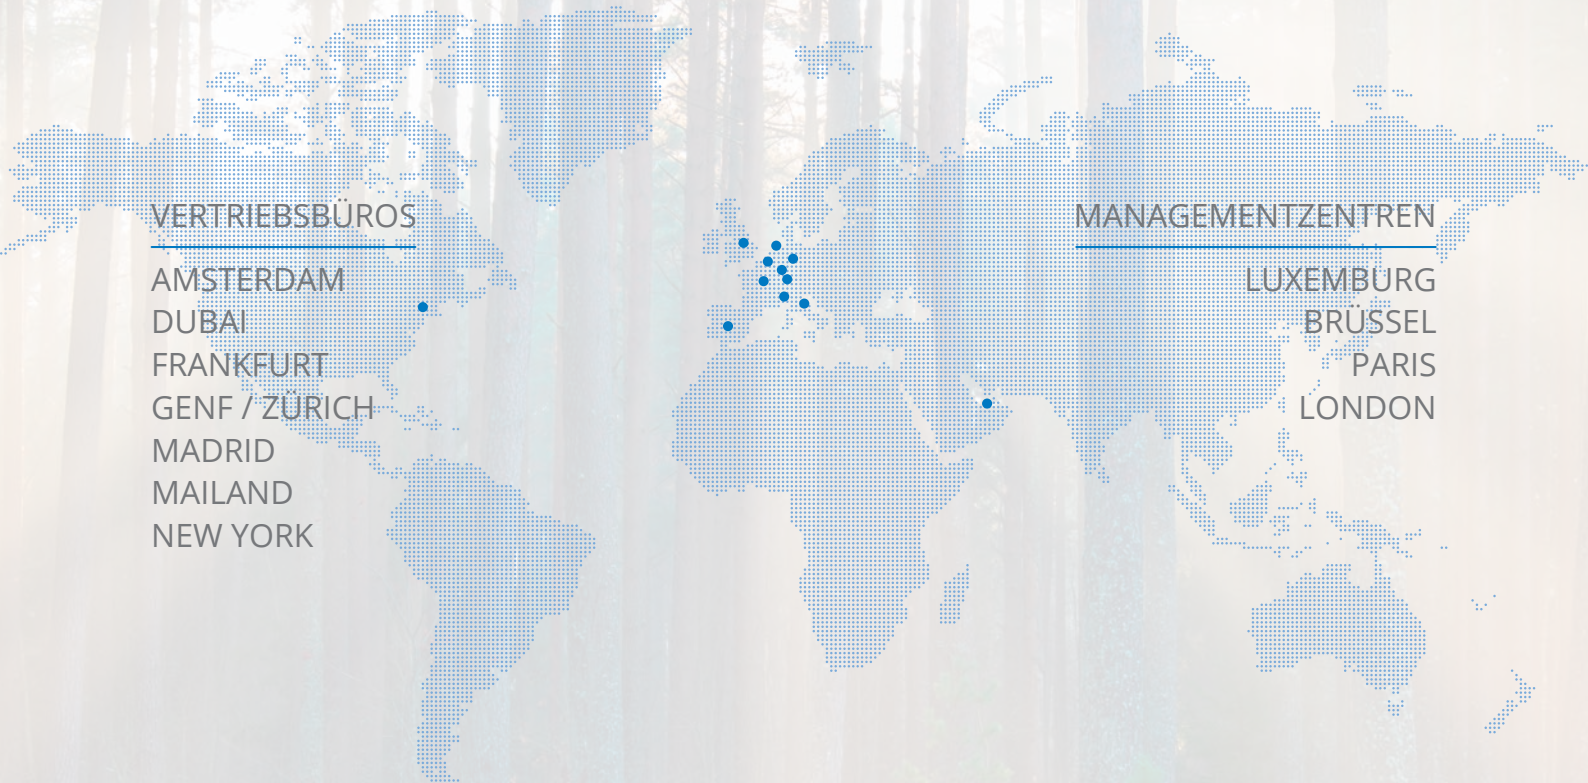 VERTRIEBSBÜROS
AMSTERDAM
DUBAI
FRANKFURT
GENF / ZÜRICH
MADRID
MAILAND
NEW YORK
MANAGEMENTZENTREN
LUXEMBURG
BRÜSSEL
PARIS
LONDON